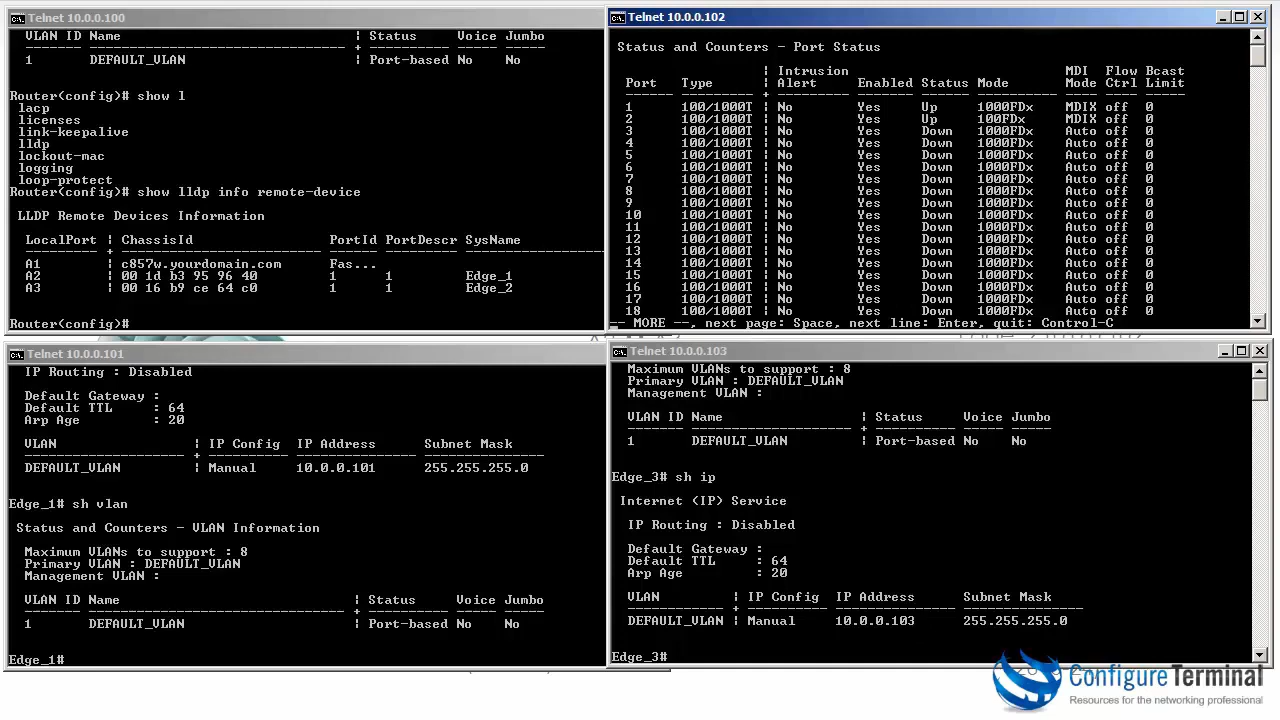 Telnet 10.0.0.100
VLAN ID Name | Status Voice Jumbo
1 DEFAULT_VLAN | Port-based No No
Router(config)# show l
lacp
licenses
link-keepalive
lldp
lockout-mac
logging
loop-protect
Router(config)# show lldp info remote-device
LLDP Remote Devices Information
LocalPort | ChassisId PortId PortDescr SysName
A1 | c857w.yourdomain.com Fas...
A2 | 00 1d b3 95 96 40 1 1 Edge_1
A3 | 00 16 b9 ce 64 c0 1 1 Edge_2
Router(config)#
Telnet 10.0.0.102
Status and Counters - Port Status
| Intrusion MDI Flow Bcast
Port Type | Alert Enabled Status Mode Mode Ctrl Limit
1 100/1000T | No Yes Up 1000FDx MDIX off 0
2 100/1000T | No Yes Up 100FDx MDIX off 0
3 100/1000T | No Yes Down 1000FDx Auto off 0
4 100/1000T | No Yes Down 1000FDx Auto off 0
5 100/1000T | No Yes Down 1000FDx Auto off 0
6 100/1000T | No Yes Down 1000FDx Auto off 0
7 100/1000T | No Yes Down 1000FDx Auto off 0
8 100/1000T | No Yes Down 1000FDx Auto off 0
9 100/1000T | No Yes Down 1000FDx Auto off 0
10 100/1000T | No Yes Down 1000FDx Auto off 0
11 100/1000T | No Yes Down 1000FDx Auto off 0
12 100/1000T | No Yes Down 1000FDx Auto off 0
13 100/1000T | No Yes Down 1000FDx Auto off 0
14 100/1000T | No Yes Down 1000FDx Auto off 0
15 100/1000T | No Yes Down 1000FDx Auto off 0
16 100/1000T | No Yes Down 1000FDx Auto off 0
17 100/1000T | No Yes Down 1000FDx Auto off 0
18 100/1000T | No Yes Down 1000FDx Auto off 0
-- MORE --, next page: Space, next line: Enter, quit: Control-C
Telnet 10.0.0.101
IP Routing : Disabled
Default Gateway :
Default TTL : 64
Arp Age : 20
VLAN | IP Config IP Address Subnet Mask
DEFAULT_VLAN | Manual 10.0.0.101 255.255.255.0
Edge_1# sh vlan
Status and Counters - VLAN Information
Maximum VLANs to support : 8
Primary VLAN : DEFAULT_VLAN
Management VLAN :
VLAN ID Name | Status Voice Jumbo
1 DEFAULT_VLAN | Port-based No No
Edge_1#
Telnet 10.0.0.103
Maximum VLANs to support : 8
Primary VLAN : DEFAULT_VLAN
Management VLAN :
VLAN ID Name | Status Voice Jumbo
1 DEFAULT_VLAN | Port-based No No
Edge_3# sh ip
Internet (IP) Service
IP Routing : Disabled
Default Gateway :
Default TTL : 64
Arp Age : 20
VLAN | IP Config IP Address Subnet Mask
DEFAULT_VLAN | Manual 10.0.0.103 255.255.255.0
Edge_3#
ConfigureTerminal
Resources for the networking professional